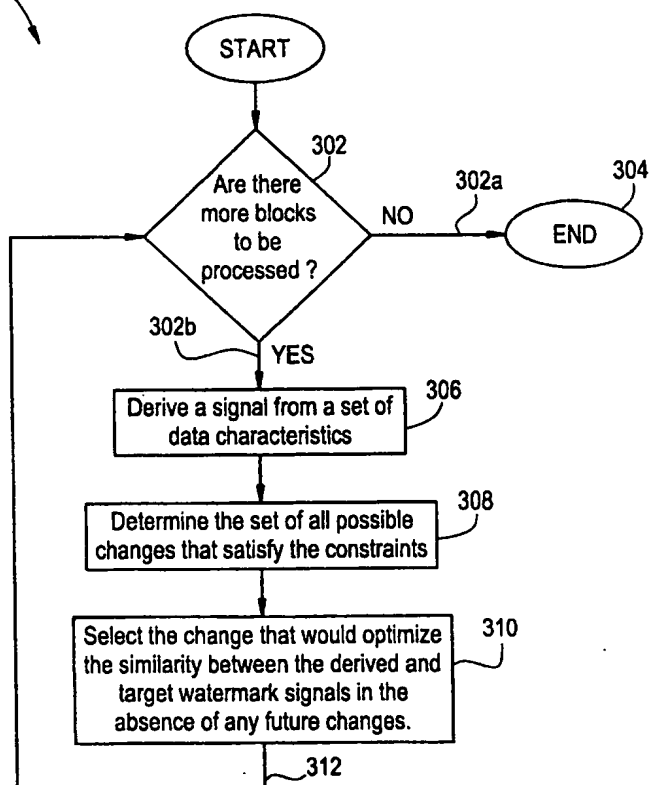 START
302
Are there
more blocks
to be
processed ?
NO
302a
304
END
302b
YES
306
Derive a signal from a set of
data characteristics
308
Determine the set of all possible
changes that satisfy the constraints
310
Select the change that would optimize
the similarity between the derived and
target watermark signals in the
absence of any future changes.
312